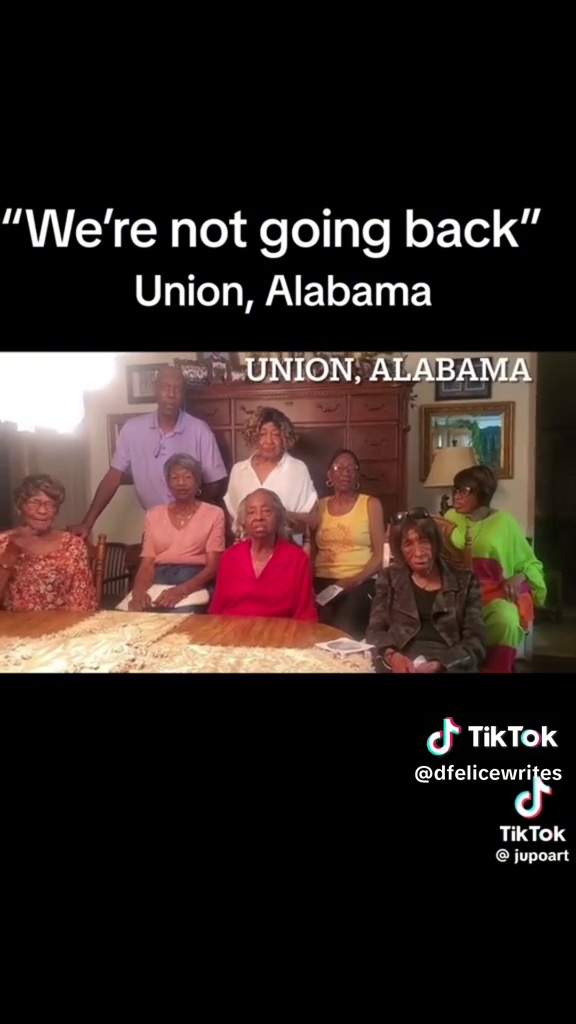 “We’re not going back”
Union, Alabama
UNION, ALABAMA
TikTok
@dfelicewrites
TikTok
@ jupoart